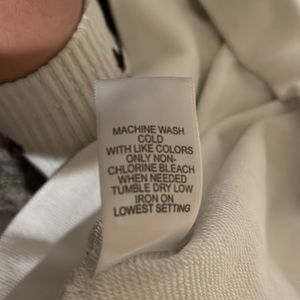 MACHINE WASH
COLD
WITH LIKE COLORS
ONLY NON-
CHLORINE BLEACH
WHEN NEEDED
TUMBLE DRY LOW
IRON ON
LOWEST SETTING